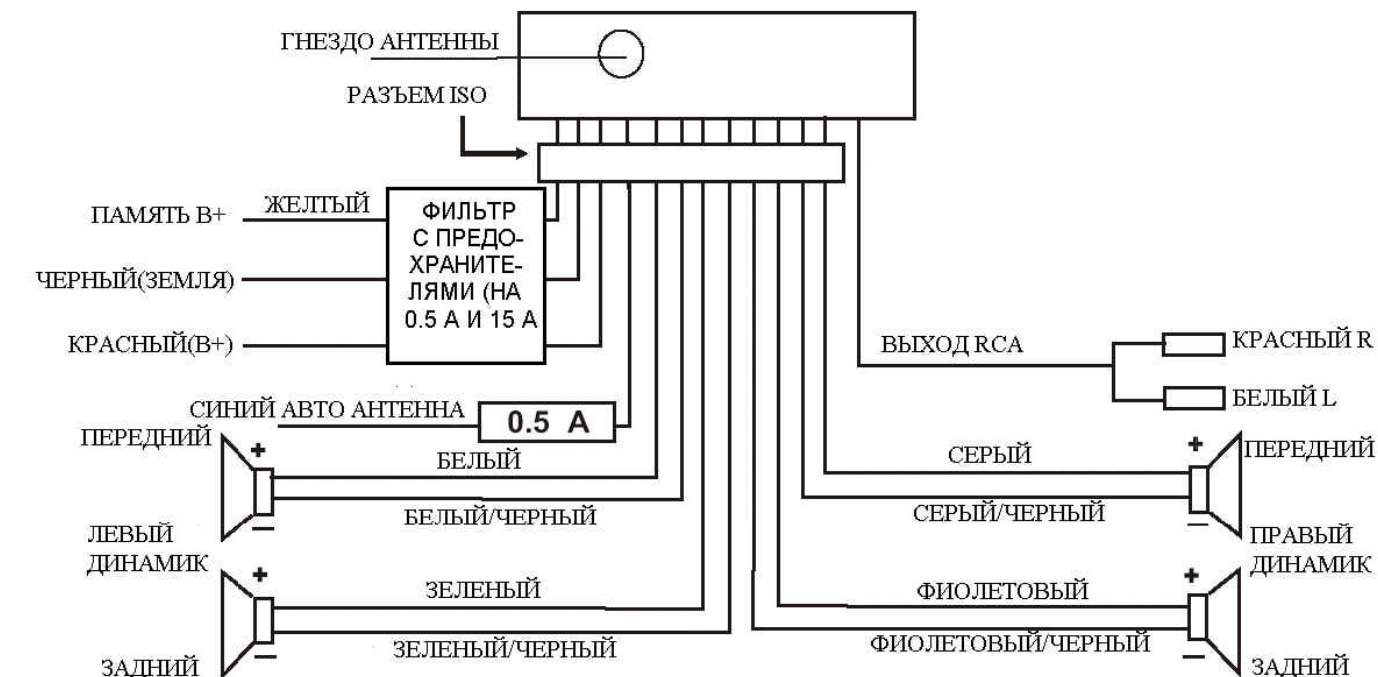 ГНЕЗДО АНТЕННЫ
РАЗЪЕМ ISO
ПАМЯТЬ B+
ЖЕЛТЫЙ
ЧЕРНЫЙ(ЗЕМЛЯ)
КРАСНЫЙ(B+)
ФИЛЬТР
С ПРЕДО-
ХРАНИТЕ-
ЛЯМИ (НА
0.5 А И 15 А
ВЫХОД RCA
КРАСНЫЙ R
БЕЛЫЙ L
СИНИЙ АВТО АНТЕННА
0.5 А
ПЕРЕДНИЙ
+
БЕЛЫЙ
БЕЛЫЙ/ЧЕРНЫЙ
–
ЛЕВЫЙ
ДИНАМИК
+
ЗЕЛЕНЫЙ
ЗЕЛЕНЫЙ/ЧЕРНЫЙ
–
ЗАДНИЙ
СЕРЫЙ
+
ПЕРЕДНИЙ
СЕРЫЙ/ЧЕРНЫЙ
–
ПРАВЫЙ
ДИНАМИК
+
ФИОЛЕТОВЫЙ
ФИОЛЕТОВЫЙ/ЧЕРНЫЙ
–
ЗАДНИЙ